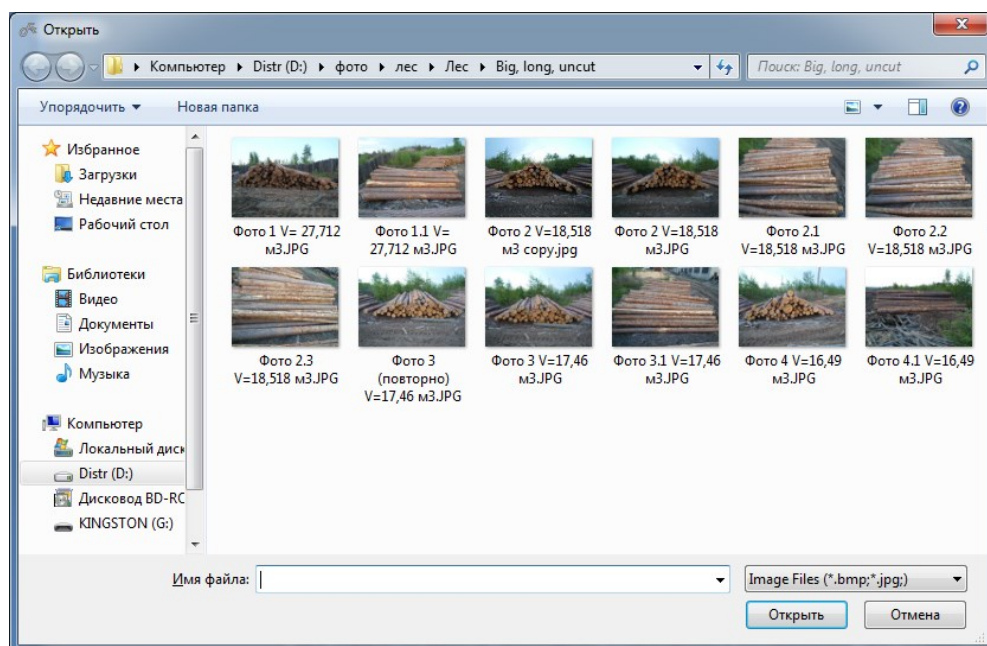 Открыть
Компьютер
Distr (D:)
фото
лес
Лес
Big, long, uncut
Поиск: Big, long, uncut
Упорядочить
Новая папка
Избранное
Загрузки
Недавние места
Рабочий стол
Библиотеки
Видео
Документы
Изображения
Музыка
Компьютер
Локальный диск
Distr (D:)
Дисковод BD-RO
KINGSTON (G:)
Фото 1 V= 27,712
м3.JPG
Фото 1.1 V=
27,712 м3.JPG
Фото 2 V=18,518
м3 copy.jpg
Фото 2 V=18,518
м3.JPG
Фото 2.1
V=18,518 м3.JPG
Фото 2.2
V=18,518 м3.JPG
Фото 2.3
V=18,518 м3.JPG
Фото 3
(повторно)
V=17,46 м3.JPG
Фото 3 V=17,46
м3.JPG
Фото 3.1 V=17,46
м3.JPG
Фото 4 V=16,49
м3.JPG
Фото 4.1 V=16,49
м3.JPG
Имя файла:
Image Files (*.bmp;*.jpg;)
Открыть
Отмена